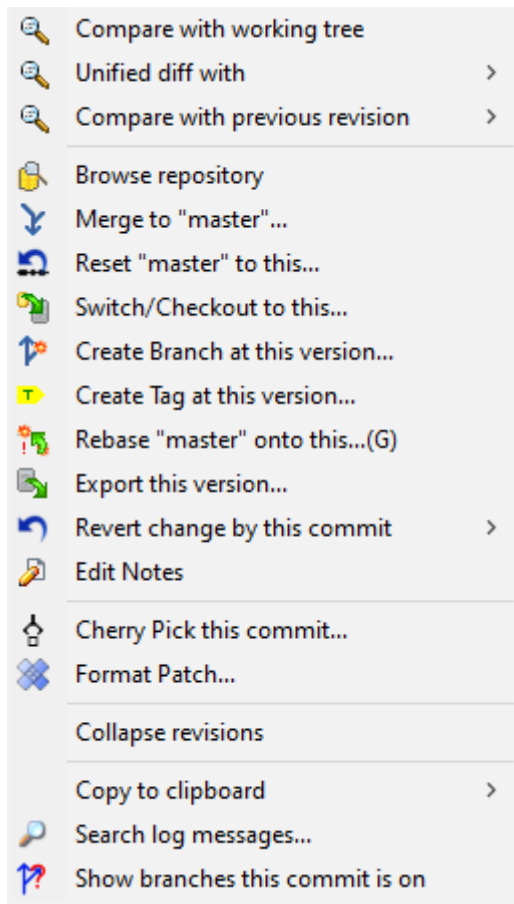 Compare with working tree
Unified diff with
Compare with previous revision
Browse repository
Merge to "master"...
Reset "master" to this...
Switch/Checkout to this...
Create Branch at this version...
T Create Tag at this version...
Rebase "master" onto this...(G)
Export this version...
Revert change by this commit
Edit Notes
Cherry Pick this commit...
Format Patch...
Collapse revisions
Copy to clipboard
Search log messages...
Show branches this commit is on